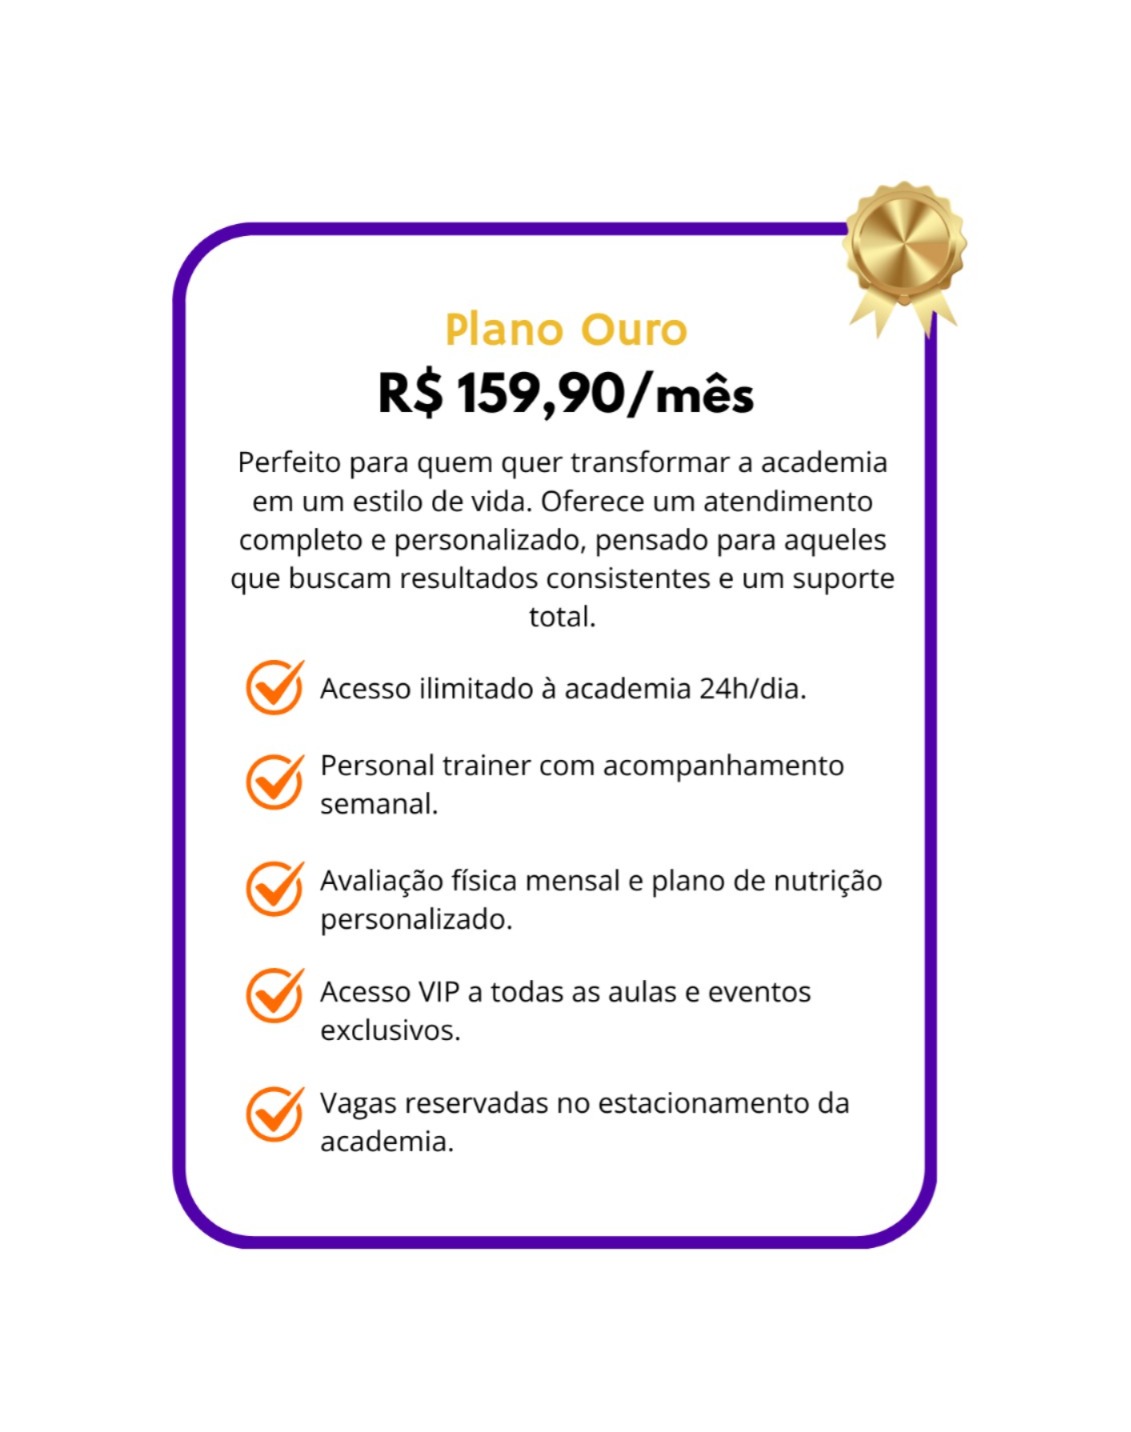 Plano Ouro
R$ 159,90/mês
Perfeito para quem quer transformar a academia
em um estilo de vida. Oferece um atendimento
completo e personalizado, pensado para aqueles
que buscam resultados consistentes e um suporte
total.
Acesso ilimitado à academia 24h/dia.
Personal trainer com acompanhamento
semanal.
Avaliação física mensal e plano de nutrição
personalizado.
Acesso VIP a todas as aulas e eventos
exclusivos.
Vagas reservadas no estacionamento da
academia.